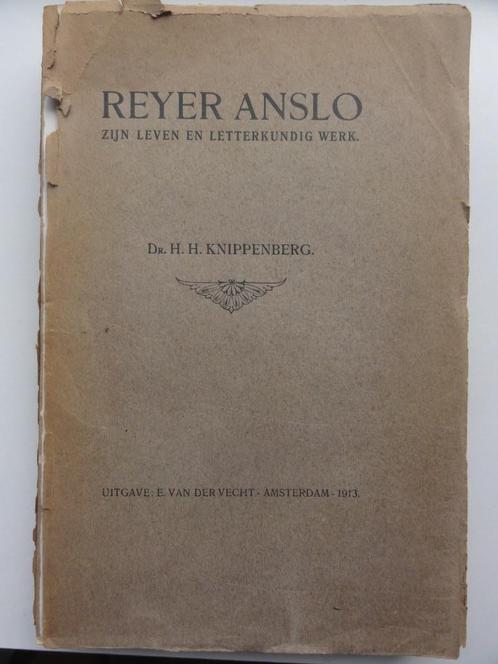 REYER ANSLO
ZIJN LEVEN EN LETTERKUNDIG WERK.
DR. H. H. KNIPPENBERG.
UITGAVE: E. VAN DER VECHT - AMSTERDAM - 1913.